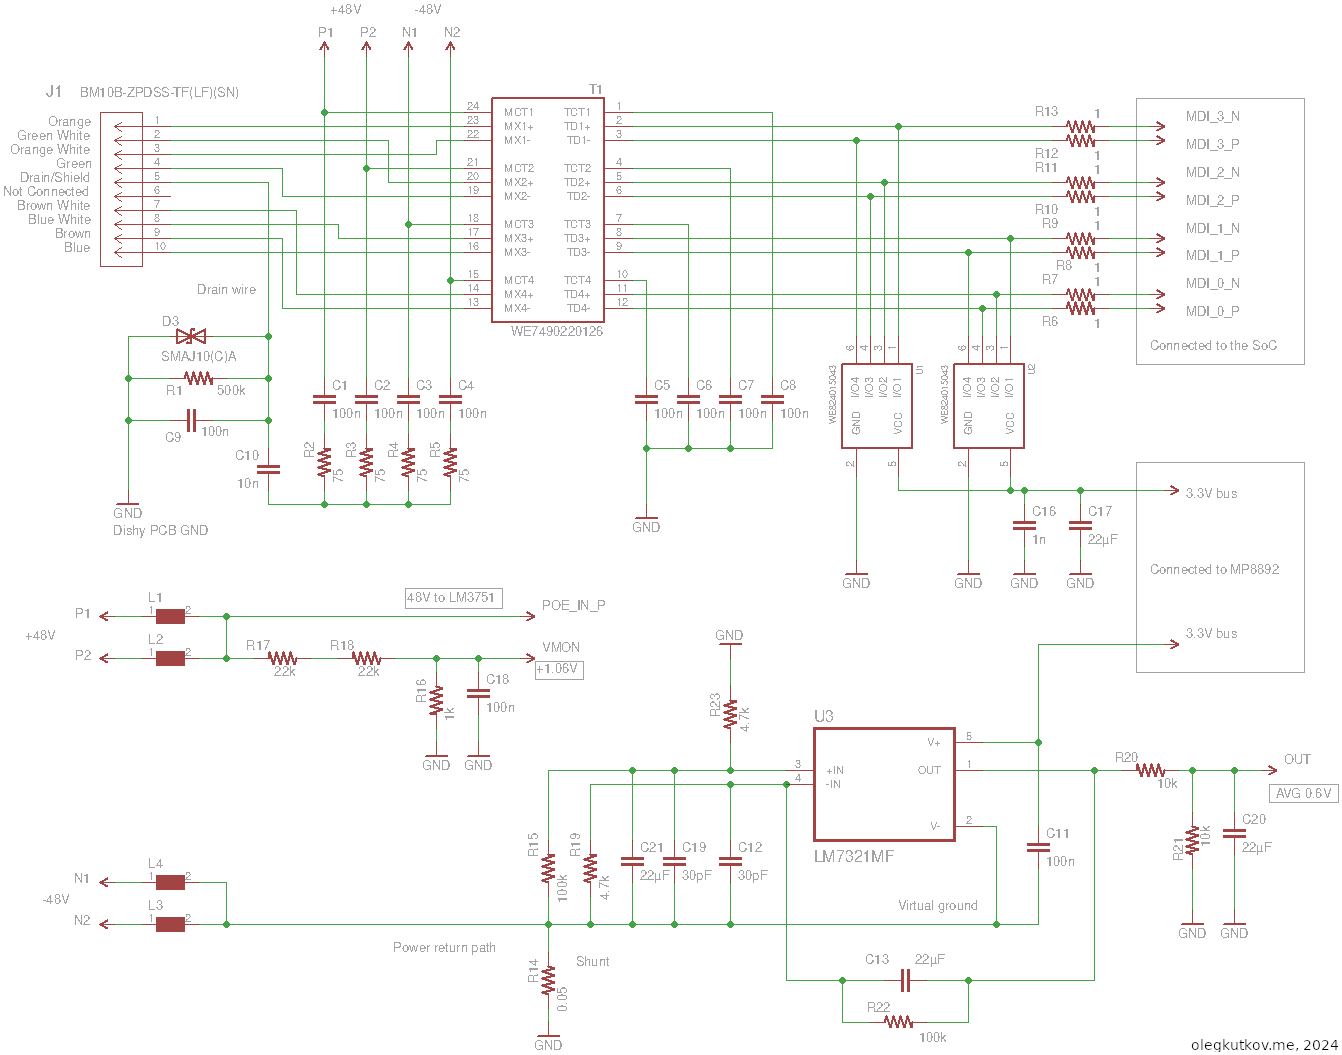 +48V -48V
P1 P2 N1 N2
J1 BM10B-ZPDSS-TF(LF)(SN)
T1
Orange 1
Green White 2
Orange White 3
Green 4
Drain/Shield 5
Not Connected 6
Brown White 7
Blue White 8
Brown 9
Blue 10
24 MCT1 TCT1 1
23 MX1+ TD1+ 2
22 MX1- TD1- 3
21 MCT2 TCT2 4
20 MX2+ TD2+ 5
19 MX2- TD2- 6
18 MCT3 TCT3 7
17 MX3+ TD3+ 8
16 MX3- TD3- 9
15 MCT4 TCT4 10
14 MX4+ TD4+ 11
13 MX4- TD4- 12
WE7490220126
R13 1 MDI_3_N
R12 1 MDI_3_P
R11 1 MDI_2_N
R10 1 MDI_2_P
R9 1 MDI_1_N
R8 1 MDI_1_P
R7 1 MDI_0_N
R6 1 MDI_0_P
Connected to the SoC
Drain wire
D3
SMAJ10(C)A
R1 500k
C9 100n
C10
10n
GND
Dishy PCB GND
C1 C2 C3 C4
100n 100n 100n 100n
R2 R3 R4 R5
75 75 75 75
C5 C6 C7 C8
100n 100n 100n 100n
GND
6 4 3 1
WE824015043 I/O4 I/O3 I/O2 I/O1 U1
GND VCC
2 5
GND
6 4 3 1
WE824015043 I/O4 I/O3 I/O2 I/O1 U2
GND VCC
2 5
GND
C16 C17
1n 22µF
GND GND
3.3V bus
Connected to MP8892
3.3V bus
48V to LM3751
P1 L1 1 2 POE_IN_P
+48V
P2 L2 1 2 R17 R18 VMON
22k 22k +1.06V
R16 1k C18
100n
GND GND
GND
R23 4.7k
U3
V+ 5
3 +IN OUT 1
4 -IN
V- 2
LM7321MF
R20 10k OUT
AVG 0.6V
R21 10k C20
22µF
GND GND
R15 100k R19 4.7k
C21 C19 C12
22µF 30pF 30pF
C11
100n
Virtual ground
N1 L4 1 2
-48V
N2 L3 1 2
Power return path
Shunt
R14 0.05
GND
C13 22µF
R22
100k
olegkutkov.me, 2024